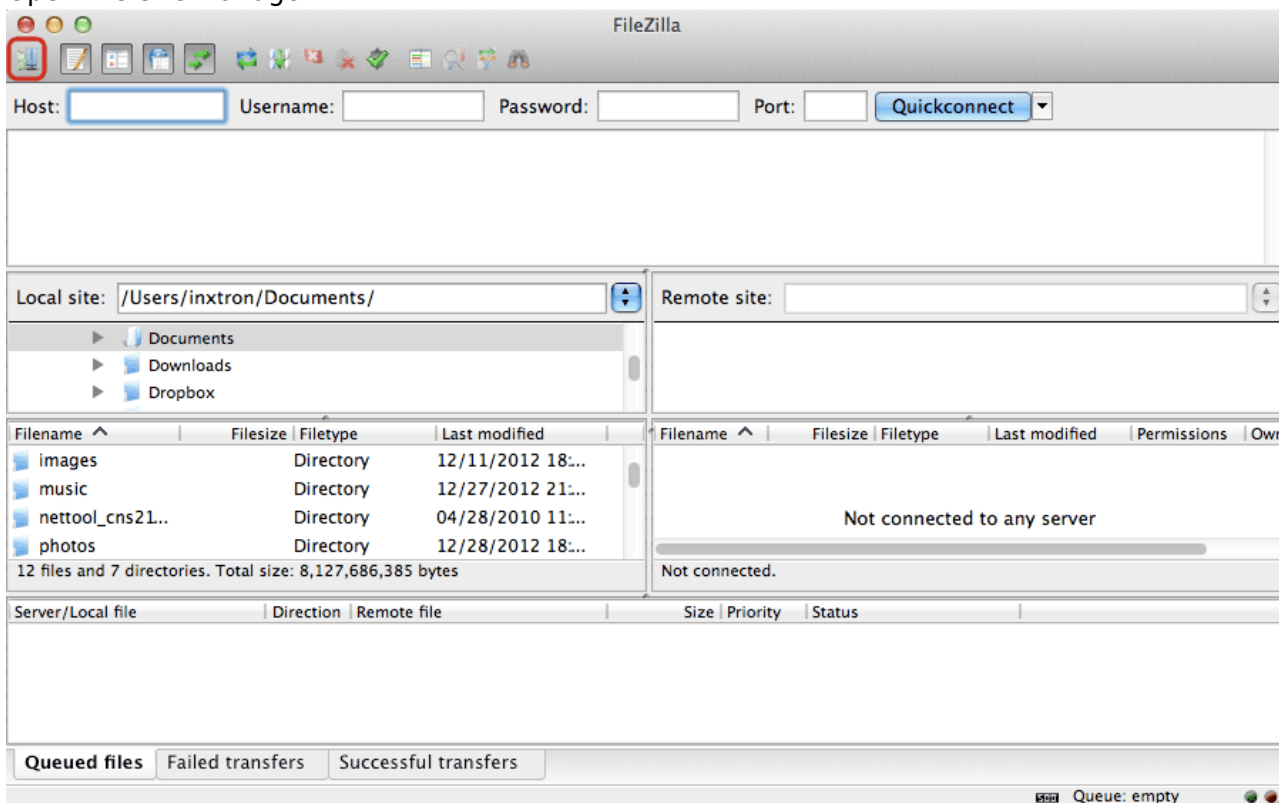 FileZilla
Host: Username: Password: Port: Quickconnect
Local site: /Users/inxtron/Documents/ Remote site:
Documents
Downloads
Dropbox
Filename Filesize Filetype Last modified Filename Filesize Filetype Last modified Permissions Own
images Directory 12/11/2012 18:...
music Directory 12/27/2012 21:...
nettool_cns21... Directory 04/28/2010 11:...
Not connected to any server
photos Directory 12/28/2012 18:...
12 files and 7 directories. Total size: 8,127,686,385 bytes Not connected.
Server/Local file Direction Remote file Size Priority Status
Queued files Failed transfers Successful transfers
Queue: empty